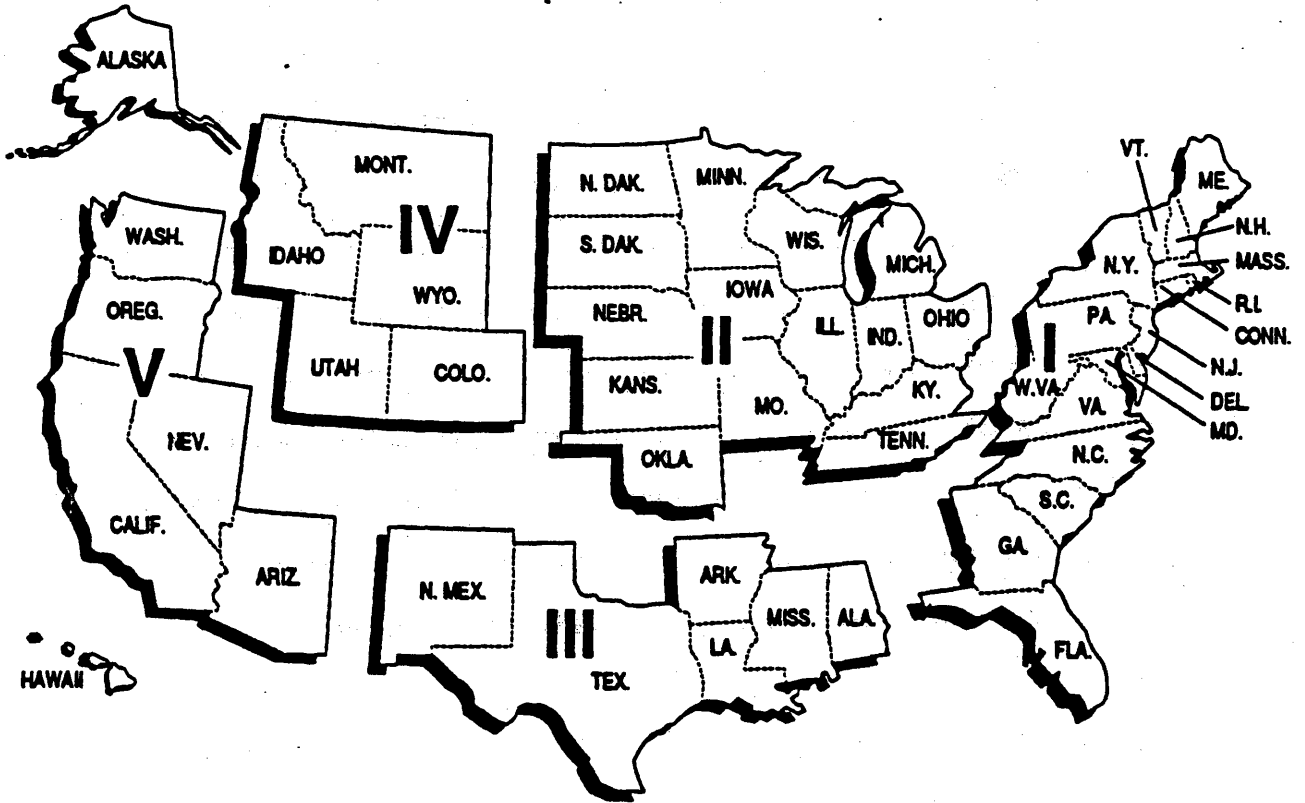 ALASKA
VT.
MONT.
N. DAK.
MINN.
ME.
WASH.
IV
N.H.
IDAHO
S. DAK.
WIS.
MICH.
N.Y.
MASS.
WYO.
IOWA
R.I.
OREG.
NEBR.
OHIO
PA.
CONN.
V
UTAH
COLO.
II
ILL.
IND.
I
N.J.
KANS.
KY.
W.VA.
DEL.
MO.
VA.
MD.
NEV.
OKLA.
TENN.
N.C.
S.C.
CALIF.
GA.
ARIZ.
N. MEX.
ARK.
III
MISS.
ALA.
LA.
FLA.
HAWAII
TEX.